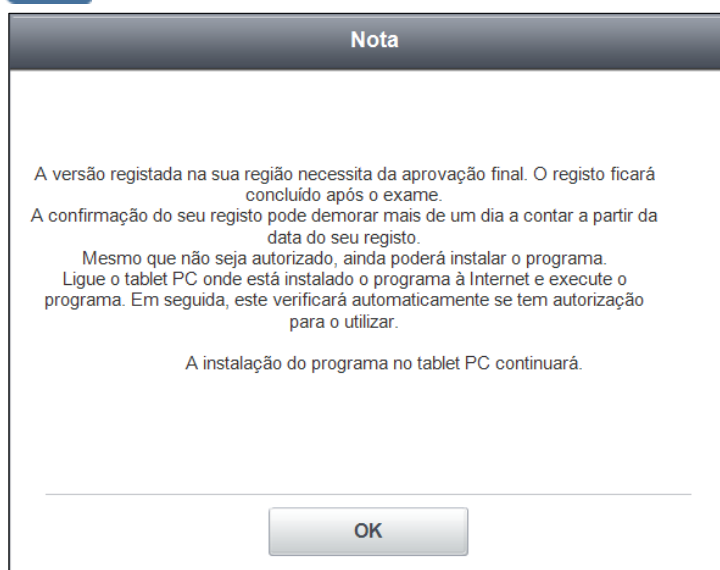 Nota
A versão registada na sua região necessita da aprovação final. O registo ficará
concluído após o exame.
A confirmação do seu registo pode demorar mais de um dia a contar a partir da
data do seu registo.
Mesmo que não seja autorizado, ainda poderá instalar o programa.
Ligue o tablet PC onde está instalado o programa à Internet e execute o
programa. Em seguida, este verificará automaticamente se tem autorização
para o utilizar.
A instalação do programa no tablet PC continuará.
OK